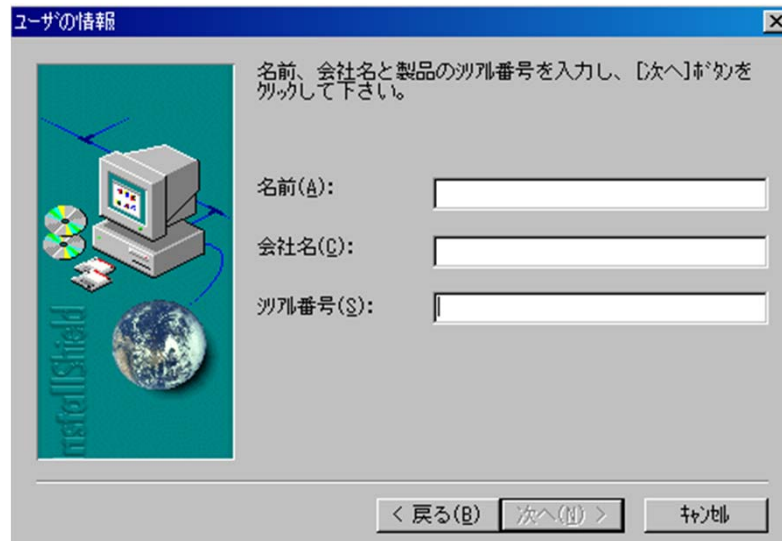 ユーザの情報
名前、会社名と製品のｼﾘｱﾙ番号を入力し、[次へ]ﾎﾞﾀﾝを
ｸﾘｯｸして下さい。
名前(A):
会社名(C):
ｼﾘｱﾙ番号(S):
InstallShield
< 戻る(B)
次へ(N) >
ｷｬﾝｾﾙ